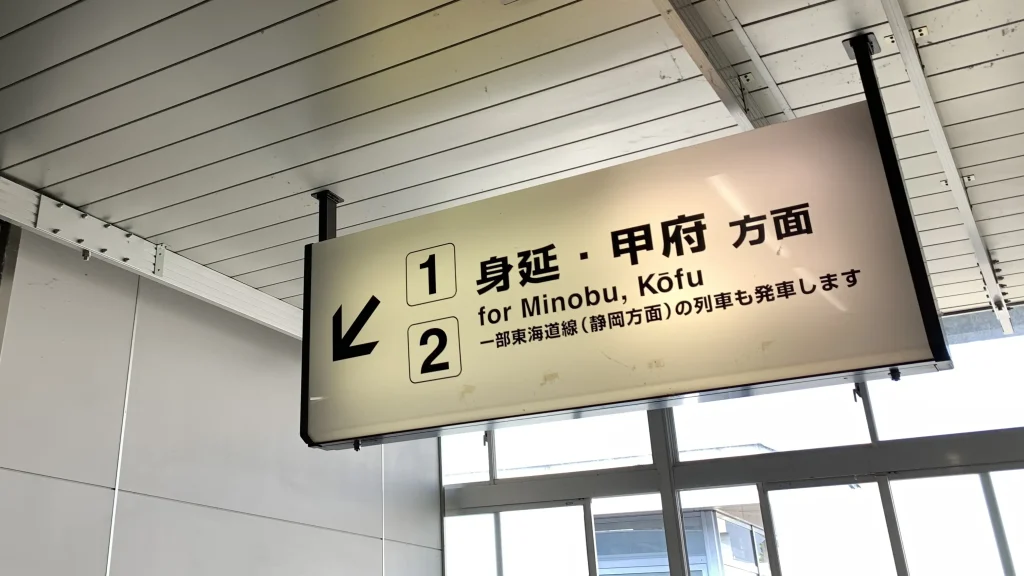 1
2
身延・甲府 方面
for Minobu, Kōfu
一部東海道線(静岡方面)の列車も発車します